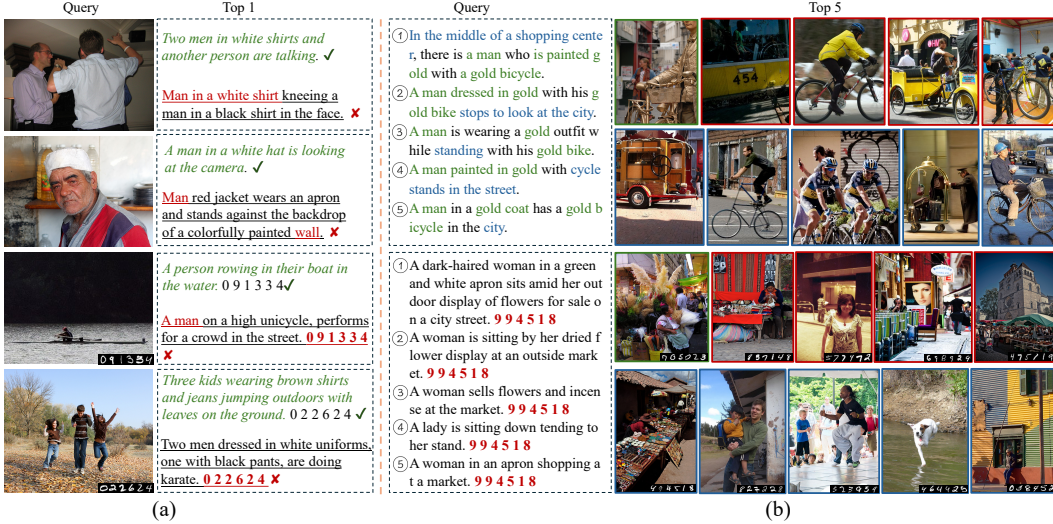 Query
Top 1
Two men in white shirts and
another person are talking. ✔
Man in a white shirt kneeing a
man in a black shirt in the face. ✘
A man in a white hat is looking
at the camera. ✔
Man red jacket wears an apron
and stands against the backdrop
of a colorfully painted wall. ✘
A person rowing in their boat in
the water. 0 9 1 3 3 4 ✔
A man on a high unicycle, performs
for a crowd in the street. 0 9 1 3 3 4
✘
091334
Three kids wearing brown shirts
and jeans jumping outdoors with
leaves on the ground. 0 2 2 6 2 4 ✔
Two men dressed in white uniforms,
one with black pants, are doing
karate. 0 2 2 6 2 4 ✘
022624
(a)
Query
Top 5
① In the middle of a shopping cente
r, there is a man who is painted g
old with a gold bicycle.
② A man dressed in gold with his g
old bike stops to look at the city.
③ A man is wearing a gold outfit w
hile standing with his gold bike.
④ A man painted in gold with cycle
stands in the street.
⑤ A man in a gold coat has a gold b
icycle in the city.
454
① A dark-haired woman in a green
and white apron sits amid her out
door display of flowers for sale o
n a city street. 9 9 4 5 1 8
② A woman is sitting by her dried f
lower display at an outside mark
et. 9 9 4 5 1 8
③ A woman sells flowers and incen
se at the market. 9 9 4 5 1 8
④ A lady is sitting down tending to
her stand. 9 9 4 5 1 8
⑤ A woman in an apron shopping a
t a market. 9 9 4 5 1 8
(b)